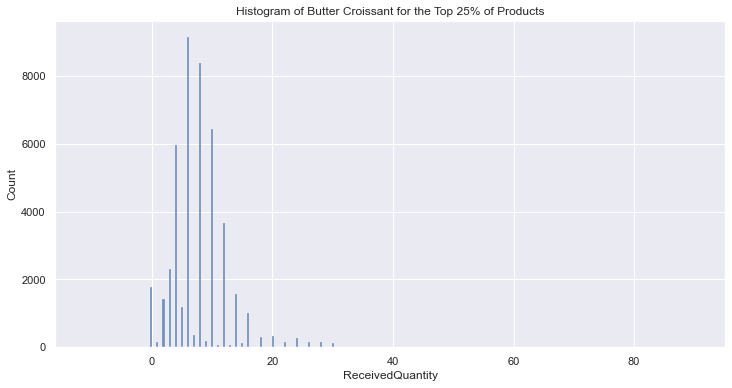 Histogram of Butter Croissant for the Top 25% of Products
8000
6000
4000
2000
0
Count
0 20 40 60 80
ReceivedQuantity